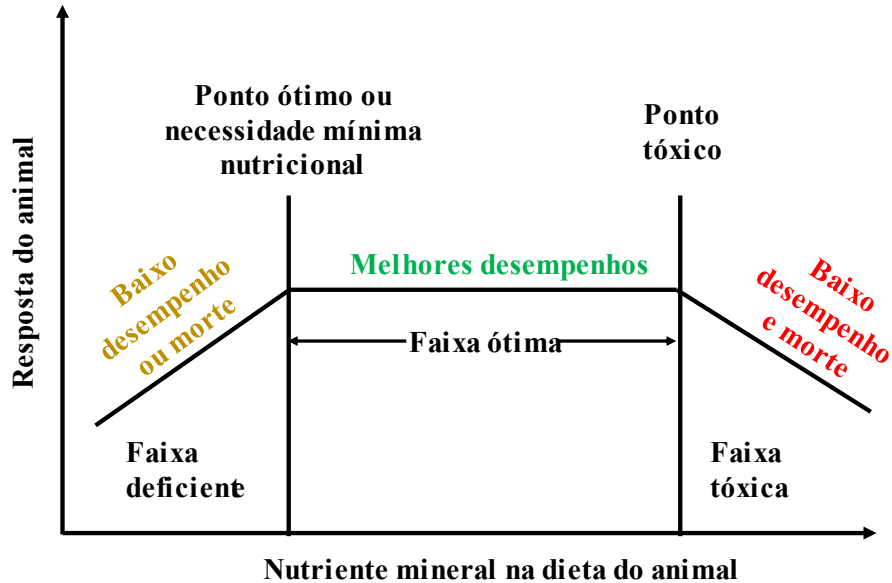 Resposta do animal
Ponto ótimo ou
necessidade mínima
nutricional
Ponto
tóxico
Baixo
desempenho
ou morte
Melhores desempenhos
Baixo
desempenho
e morte
Faixa ótima
Faixa
deficiente
Faixa
tóxica
Nutriente mineral na dieta do animal